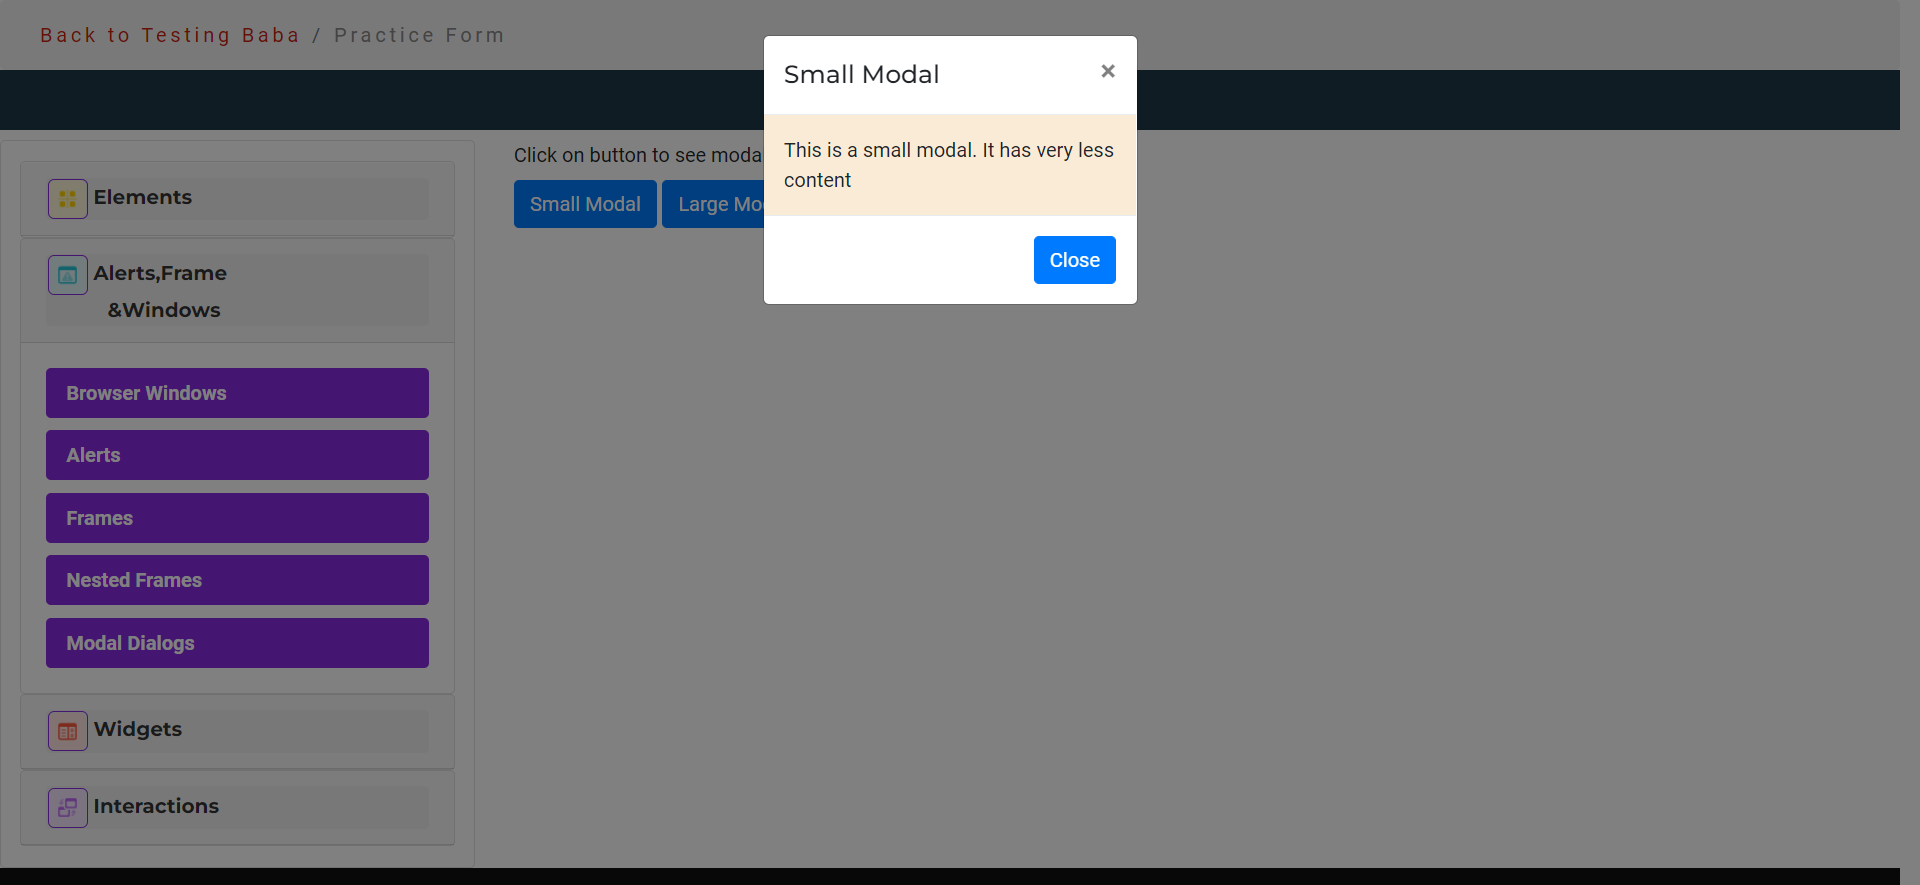 Back to Testing Baba / Practice Form
Small Modal
×
This is a small modal. It has very less
content
Close
Click on button to see moda
Small Modal
Large Mo
Elements
Alerts,Frame
&Windows
Browser Windows
Alerts
Frames
Nested Frames
Modal Dialogs
Widgets
Interactions